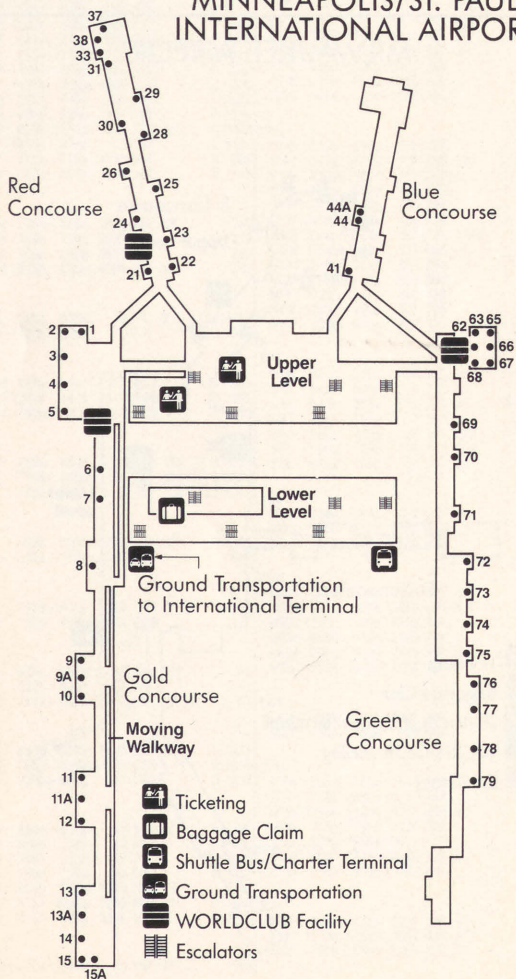 MINNEAPOLIS/ST. PAUL
INTERNATIONAL AIRPOR
37
38
33
31
29
30
28
26
25
Red
Concourse
24
23
21
22
44A
44
Blue
Concourse
41
2
1
3
4
5
62
63
65
66
67
68
Upper
Level
69
70
6
7
Lower
Level
71
8
Ground Transportation
to International Terminal
72
73
74
75
9
9A
10
Gold
Concourse
Moving
Walkway
76
77
Green
Concourse
78
79
11
11A
12
Ticketing
Baggage Claim
Shuttle Bus/Charter Terminal
Ground Transportation
WORLDCLUB Facility
Escalators
13
13A
14
15
15A